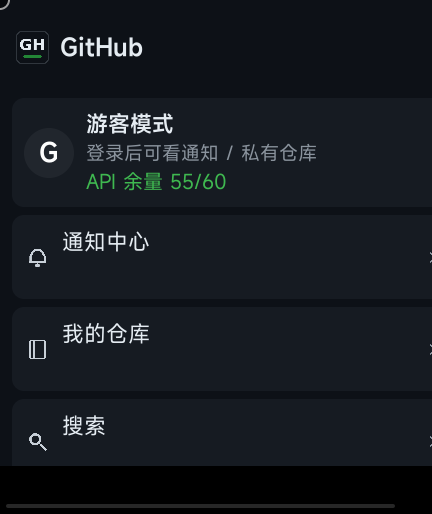 GH GitHub
游客模式
G
登录后可看通知 / 私有仓库
API 余量 55/60
通知中心
我的仓库
搜索